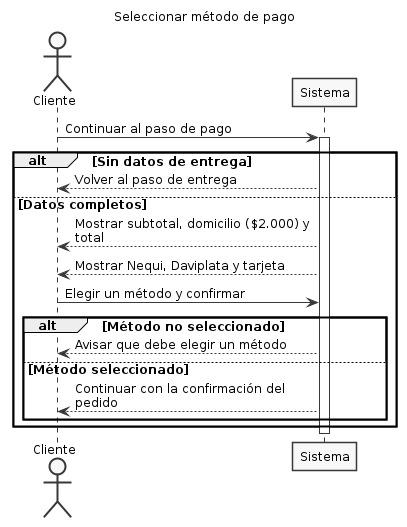 Seleccionar método de pago
Cliente
Sistema
Continuar al paso de pago
alt [Sin datos de entrega]
Volver al paso de entrega
[Datos completos]
Mostrar subtotal, domicilio ($2.000) y
total
Mostrar Nequi, Daviplata y tarjeta
Elegir un método y confirmar
alt [Método no seleccionado]
Avisar que debe elegir un método
[Método seleccionado]
Continuar con la confirmación del
pedido
Cliente
Sistema